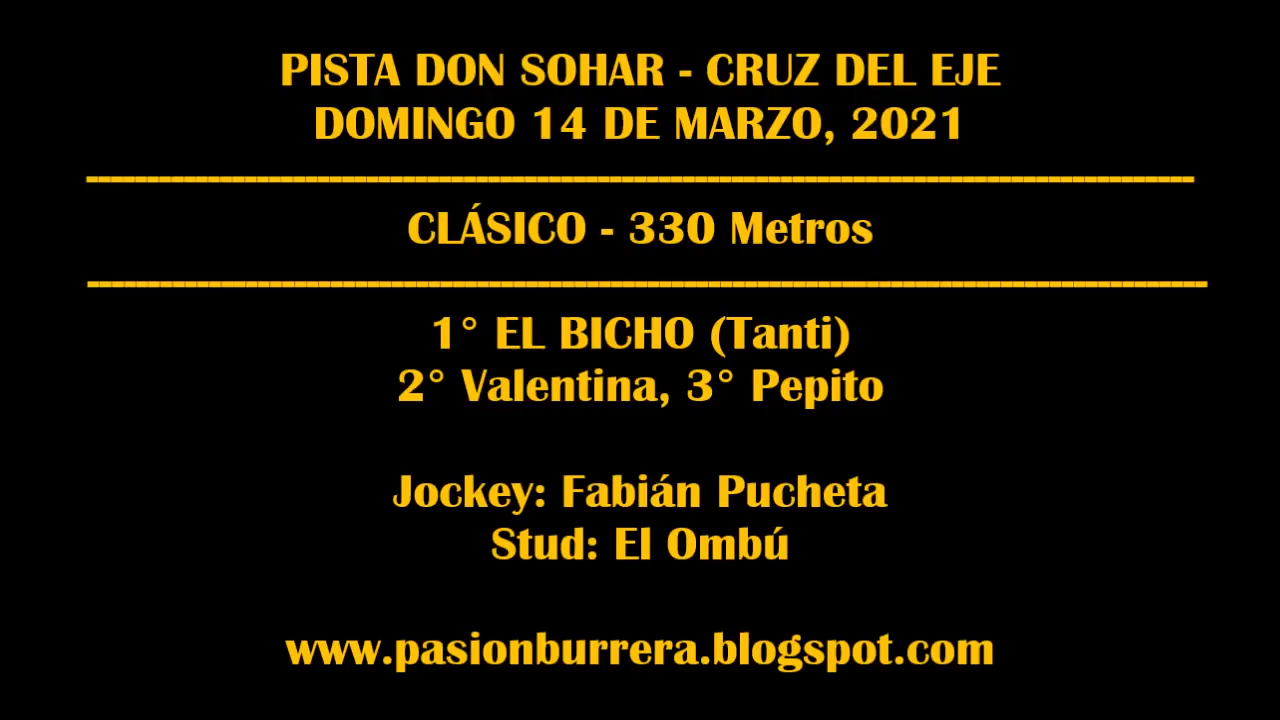 PISTA DON SOHAR - CRUZ DEL EJE
DOMINGO 14 DE MARZO, 2021
CLÁSICO - 330 Metros
1° EL BICHO (Tanti)
2° Valentina, 3° Pepito
Jockey: Fabián Pucheta
Stud: El Ombú
www.pasionburrera.blogspot.com